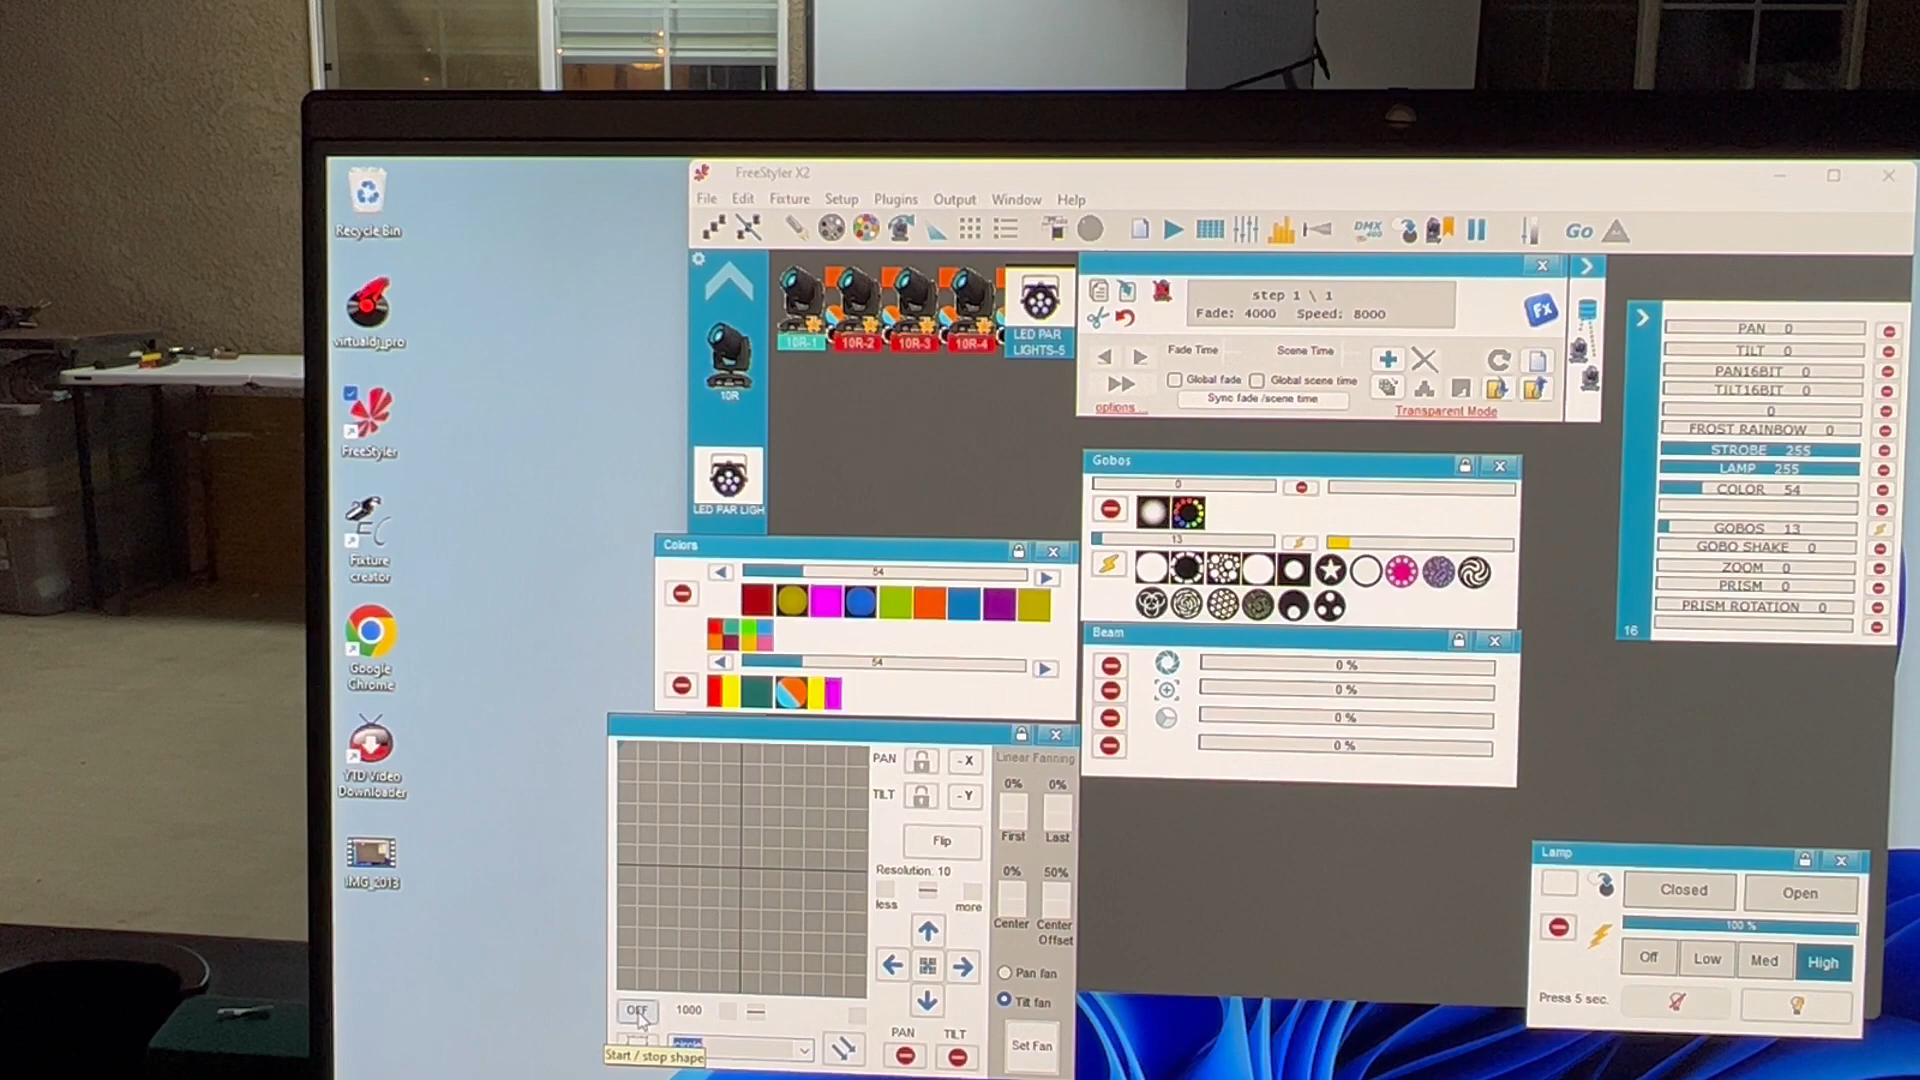 Recycle Bin
virtualdj_pro
FreeStyler
Fixture
creator
Google
Chrome
YTD Video
Downloader
IMG_2013
FreeStyler X2
File Edit Fixture Setup Plugins Output Window Help
DMX
400
Go
10R
LED PAR LIGH
10R-1 10R-2 10R-3 10R-4
LED PAR
LIGHTS-5
step 1 \ 1
Fade: 4000 Speed: 8000
Fx
Fade Time Scene Time
Global fade Global scene time
Sync fade /scene time
options ...
Transparent Mode
PAN 0
TILT 0
PAN16BIT 0
TILT16BIT 0
0
FROST RAINBOW 0
STROBE 255
LAMP 255
COLOR 54
GOBOS 13
GOBO SHAKE 0
ZOOM 0
PRISM 0
PRISM ROTATION 0
16
Gobos
0
13
Colors
54
54
Beam
0 %
0 %
0 %
0 %
PAN -X
TILT -Y
Flip
Resolution: 10
less more
OFF 1000
circle
Start / stop shape
PAN TILT
Linear Fanning
0% 0%
First Last
0% 50%
Center Center
Offset
Pan fan
Tilt fan
Set Fan
Lamp
Closed Open
100 %
Off Low Med High
Press 5 sec.